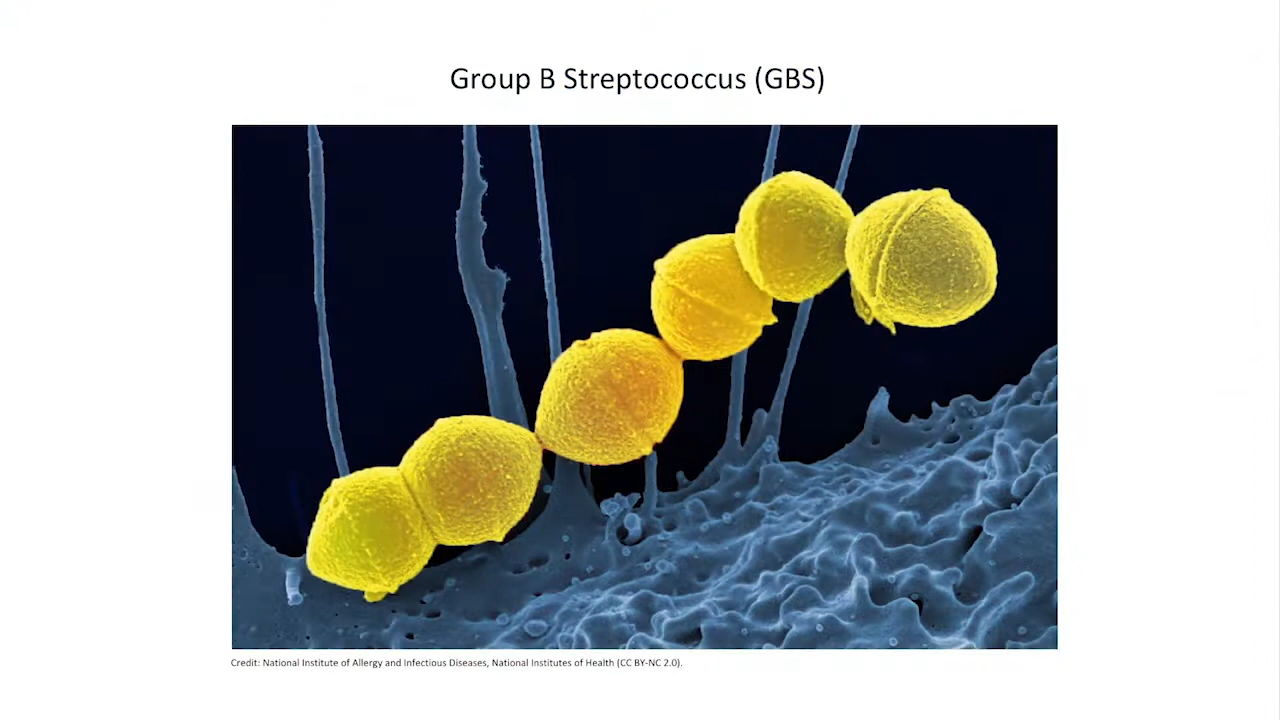 Group B Streptococcus (GBS)
Credit: National Institute of Allergy and Infectious Diseases, National Institutes of Health (CC BY-NC 2.0).